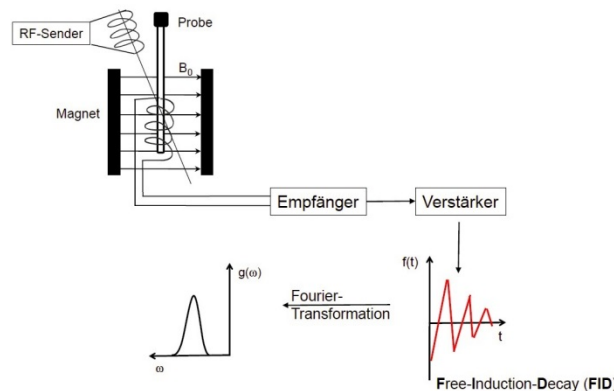 Probe
RF-Sender
B₀
Magnet
Empfänger
Verstärker
f(t)
g(ω)
Fourier-
Transformation
t
ω
Free-Induction-Decay (FID)